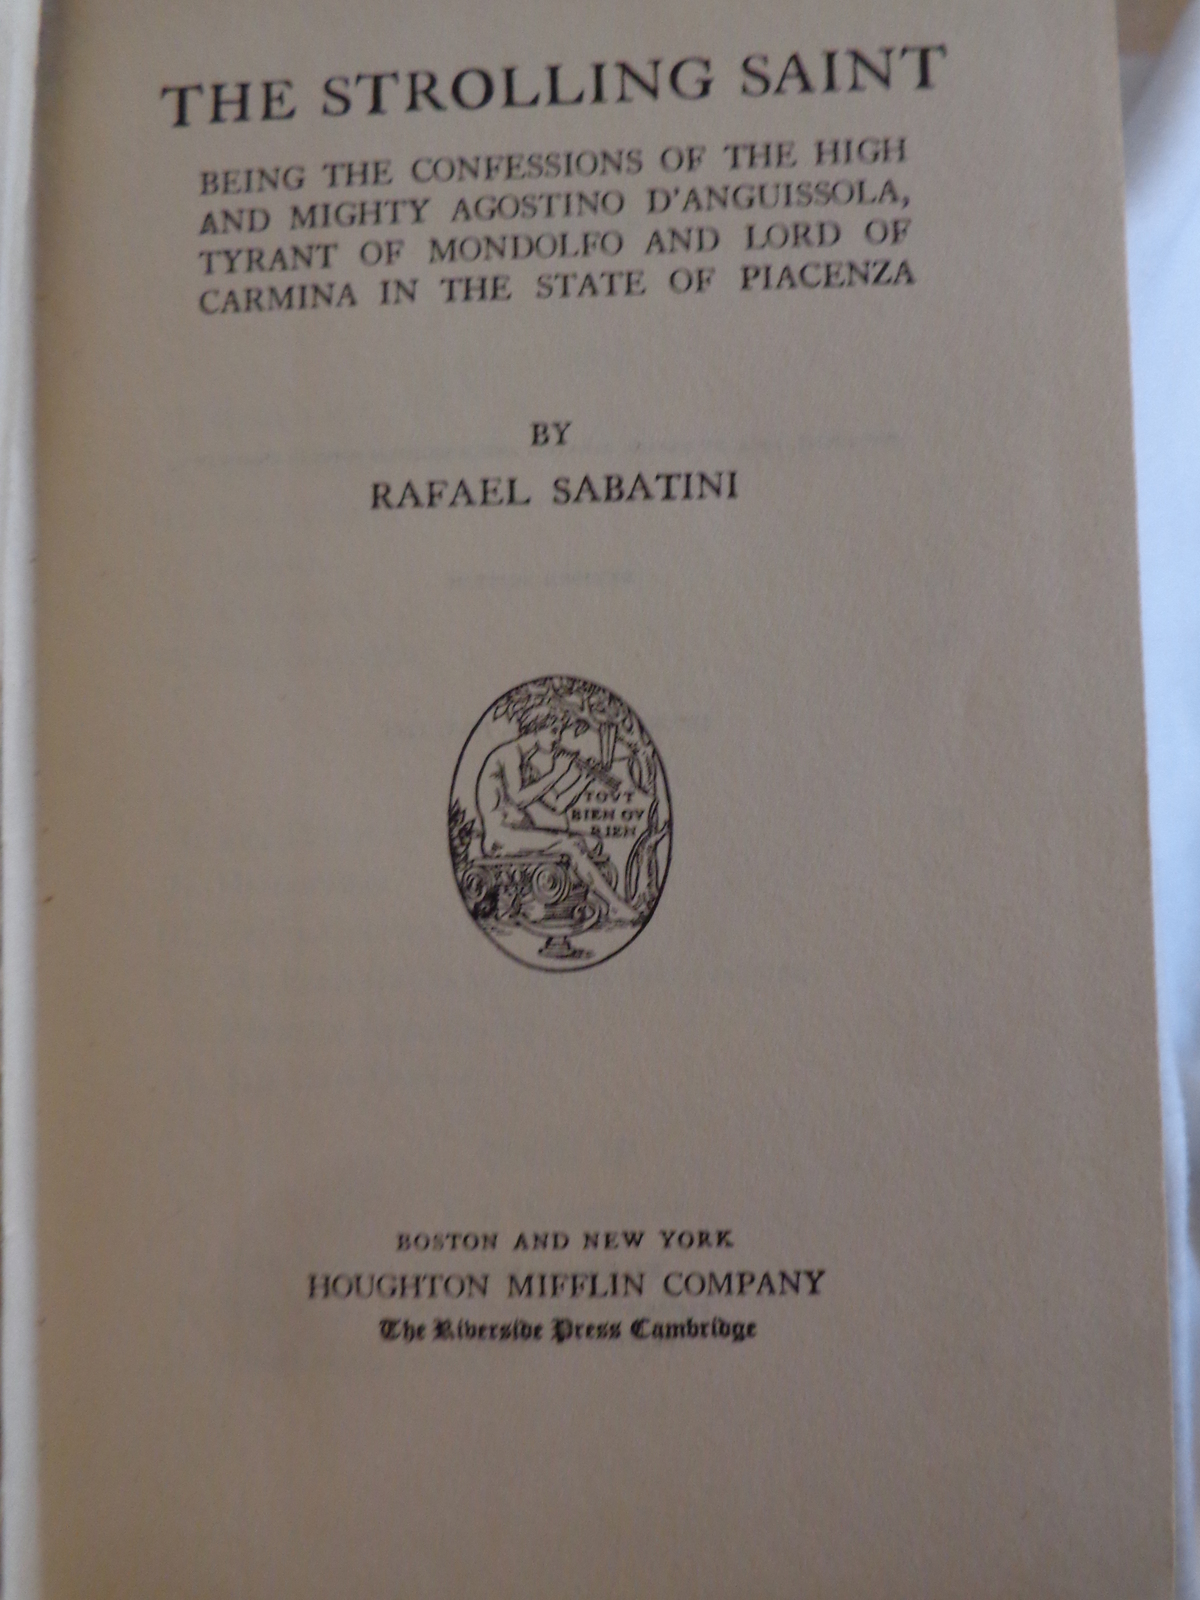 THE STROLLING SAINT
BEING THE CONFESSIONS OF THE HIGH
AND MIGHTY AGOSTINO D'ANGUISSOLA,
TYRANT OF MONDOLFO AND LORD OF
CARMINA IN THE STATE OF PIACENZA
BY
RAFAEL SABATINI
TOVT
BIEN OV
RIEN
BOSTON AND NEW YORK
HOUGHTON MIFFLIN COMPANY
The Riverside Press Cambridge